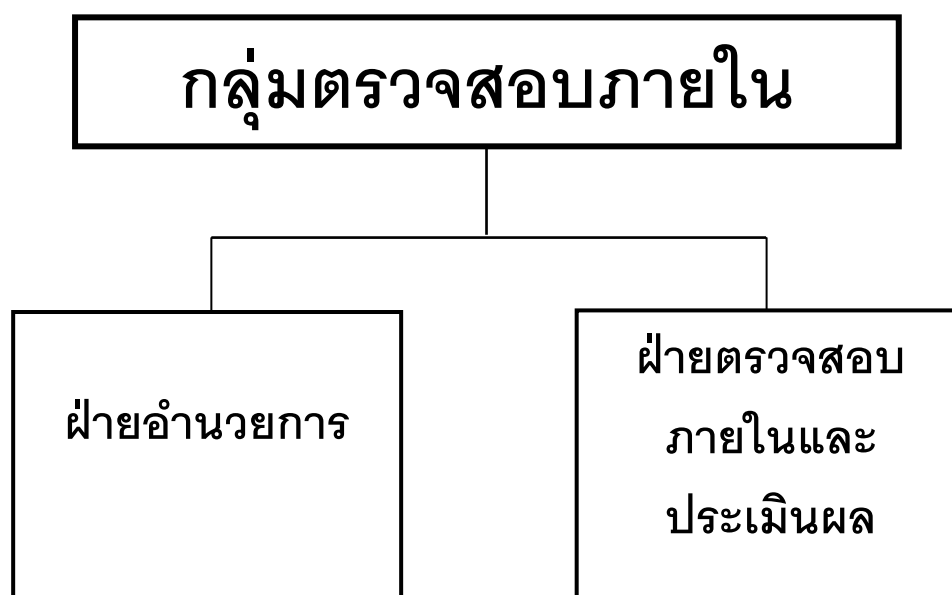 กลุ่มตรวจสอบภายใน
ฝ่ายอำนวยการ
ฝ่ายตรวจสอบ
ภายในและ
ประเมินผล